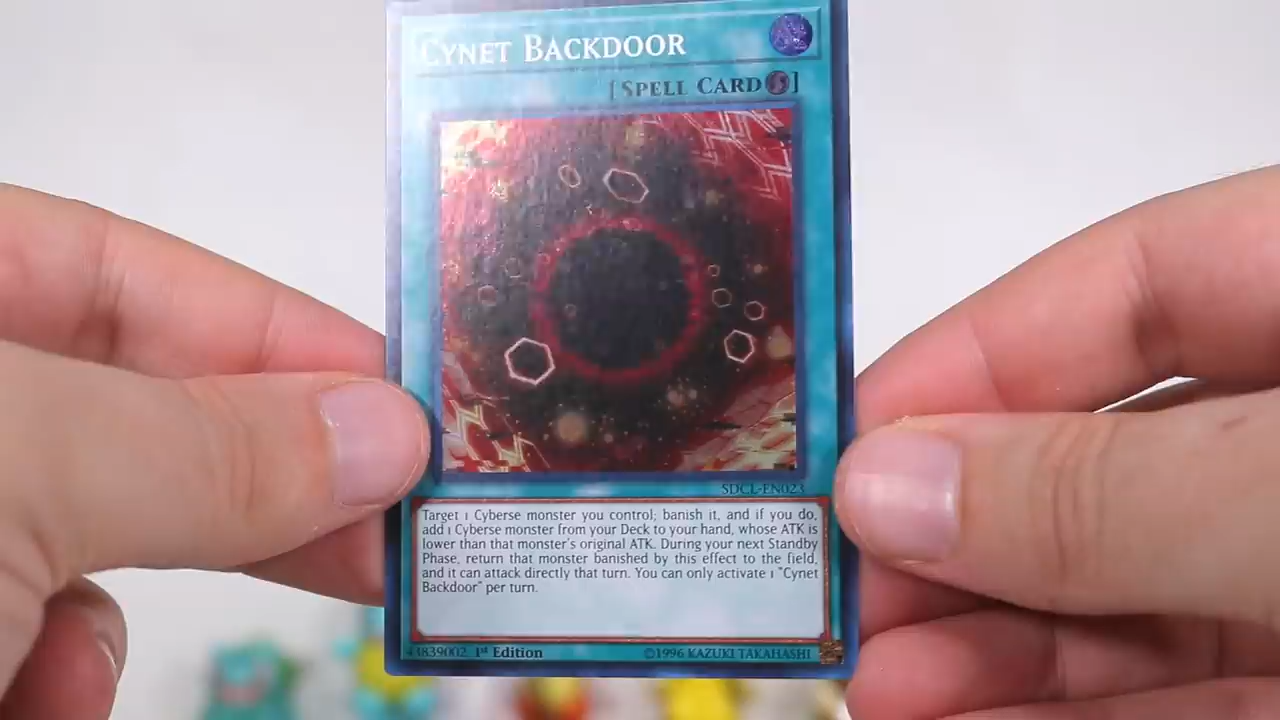 CYNET BACKDOOR
[SPELL CARD]
SDCL-EN023
Target 1 Cyberse monster you control; banish it, and if you do,
add 1 Cyberse monster from your Deck to your hand, whose ATK is
lower than that monster's original ATK. During your next Standby
Phase, return that monster banished by this effect to the field,
and it can attack directly that turn. You can only activate 1 "Cynet
Backdoor" per turn.
43839002 1st Edition ©1996 KAZUKI TAKAHASHI